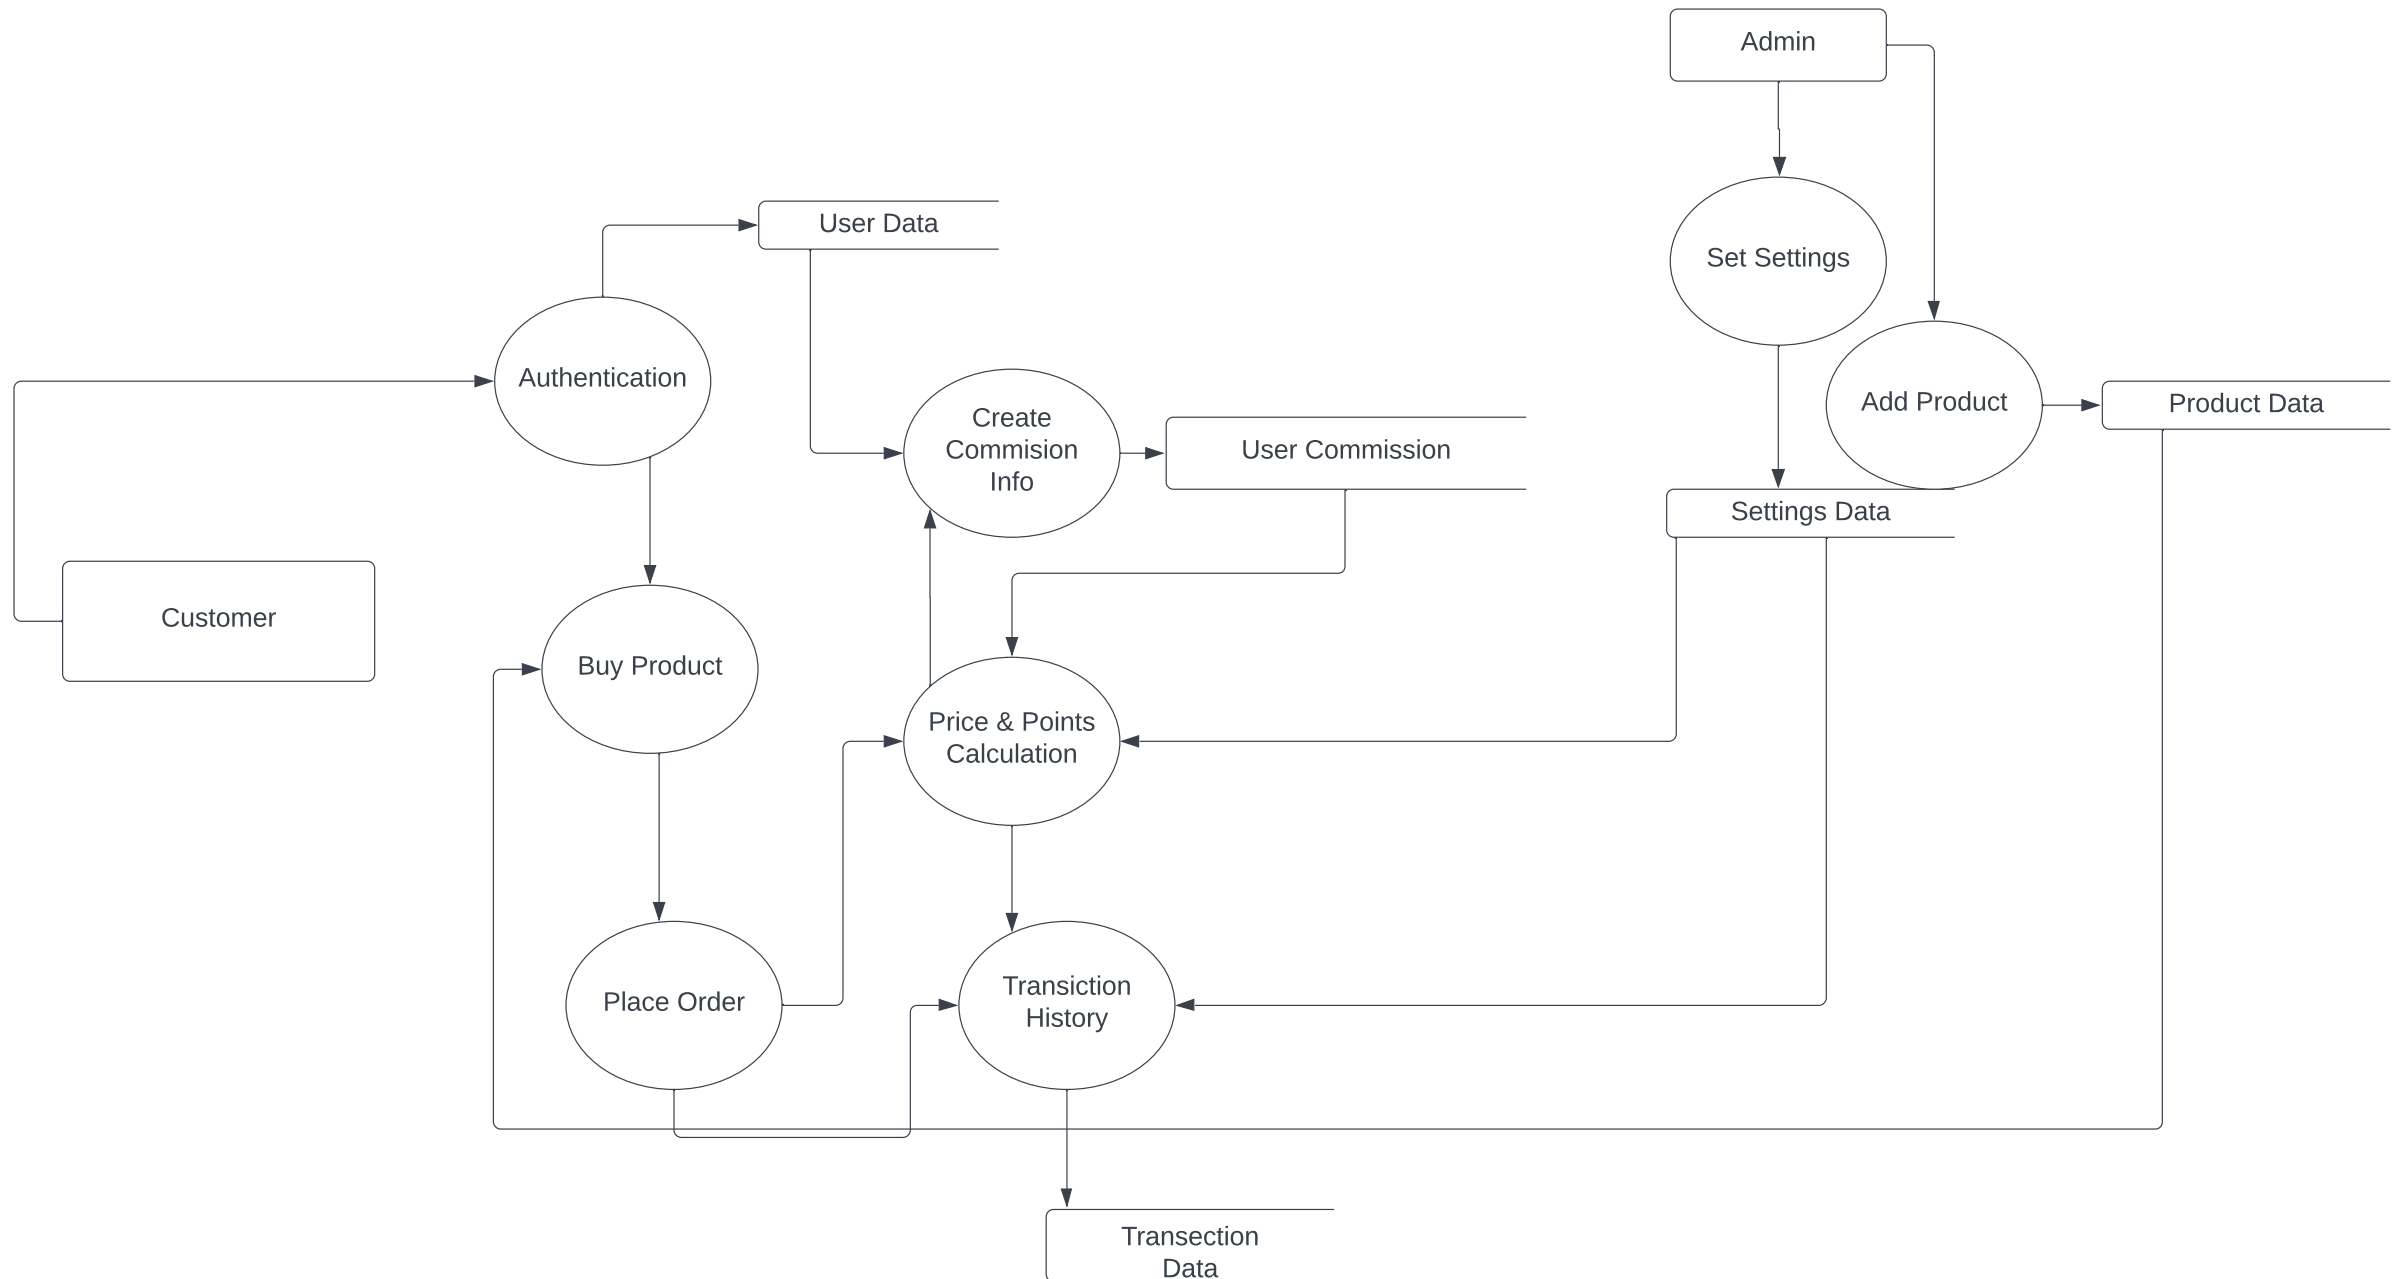 Admin
User Data
Set Settings
Authentication
Add Product
Product Data
Create
Commision
Info
User Commission
Settings Data
Customer
Buy Product
Price & Points
Calculation
Place Order
Transiction
History
Transection
Data